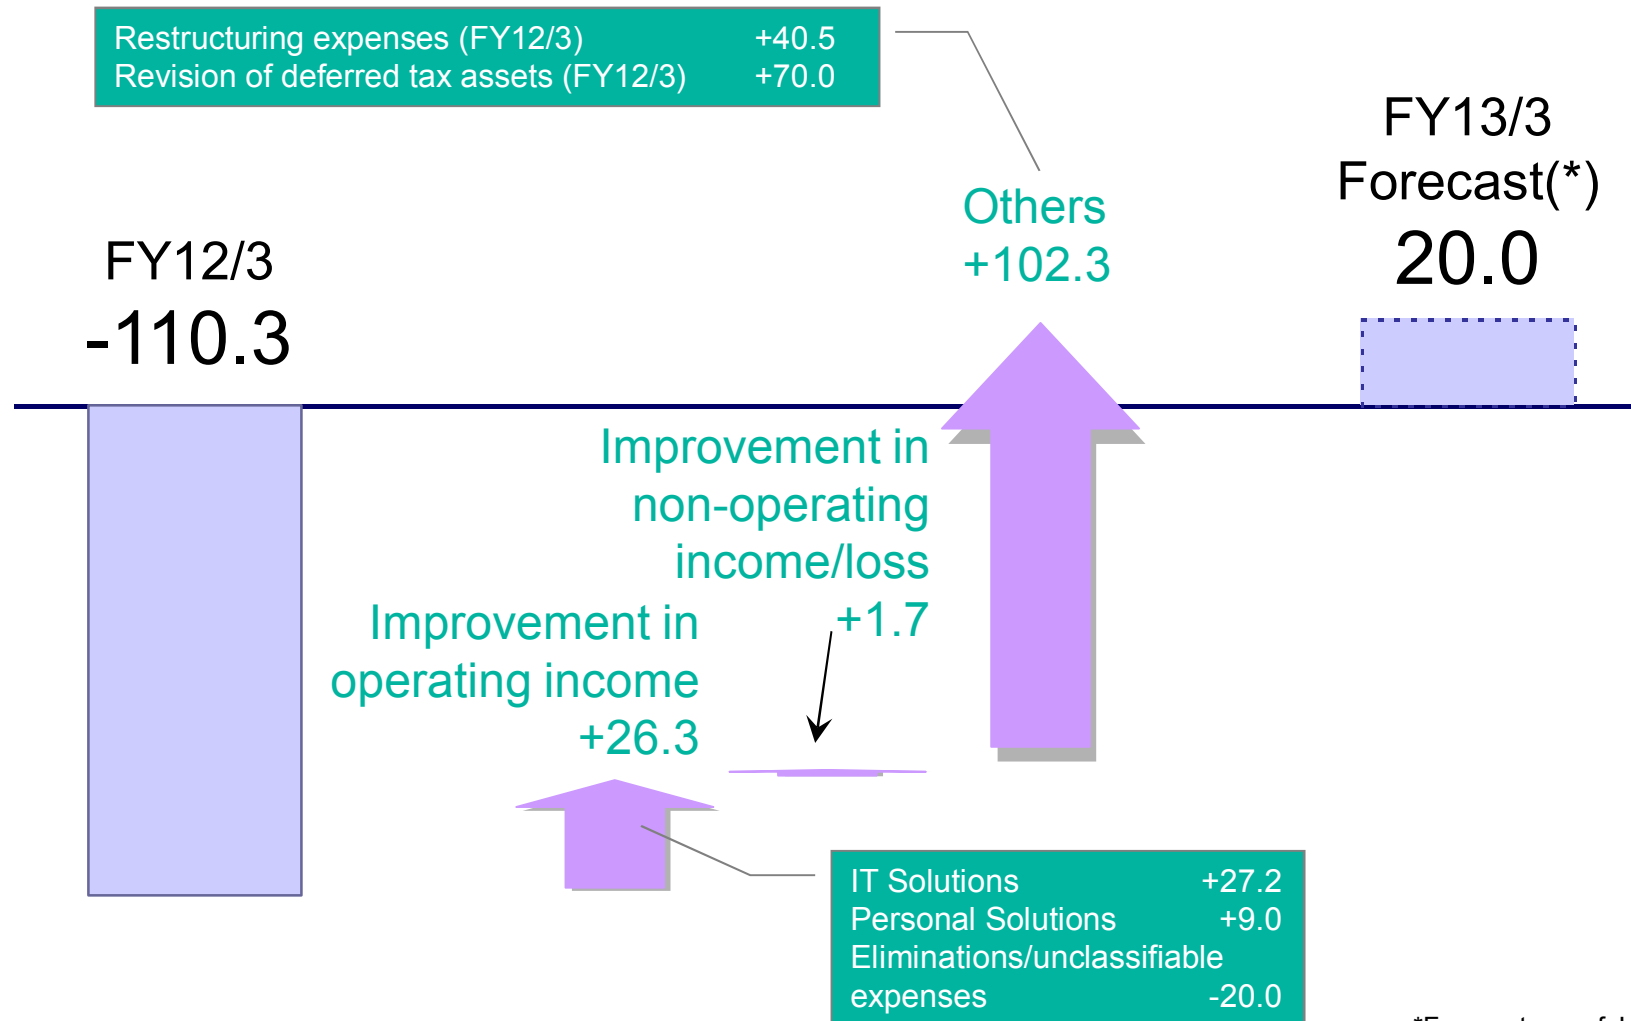 Restructuring expenses (FY12/3) +40.5
Revision of deferred tax assets (FY12/3) +70.0
FY13/3
Forecast(*)
20.0
Others
+102.3
FY12/3
-110.3
Improvement in
non-operating
income/loss
+1.7
Improvement in
operating income
+26.3
IT Solutions +27.2
Personal Solutions +9.0
Eliminations/unclassifiable
expenses -20.0